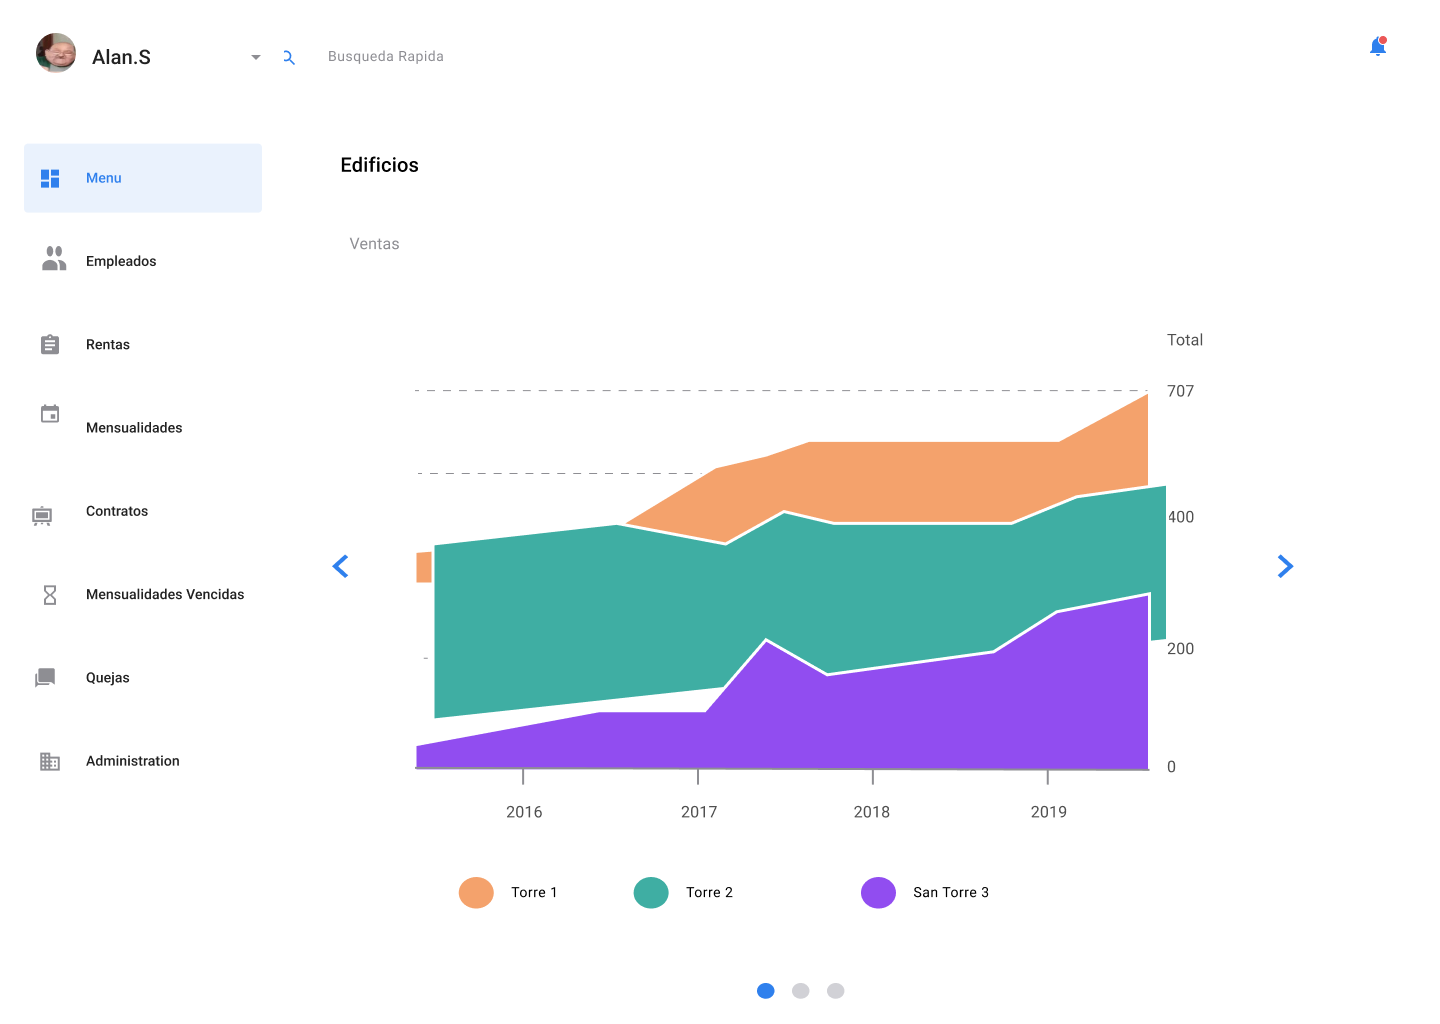 Alan.S
Busqueda Rapida
Menu
Empleados
Rentas
Mensualidades
Contratos
Mensualidades Vencidas
Quejas
Administration
Edificios
Ventas
Total
707
400
200
0
2016 2017 2018 2019
Torre 1 Torre 2 San Torre 3